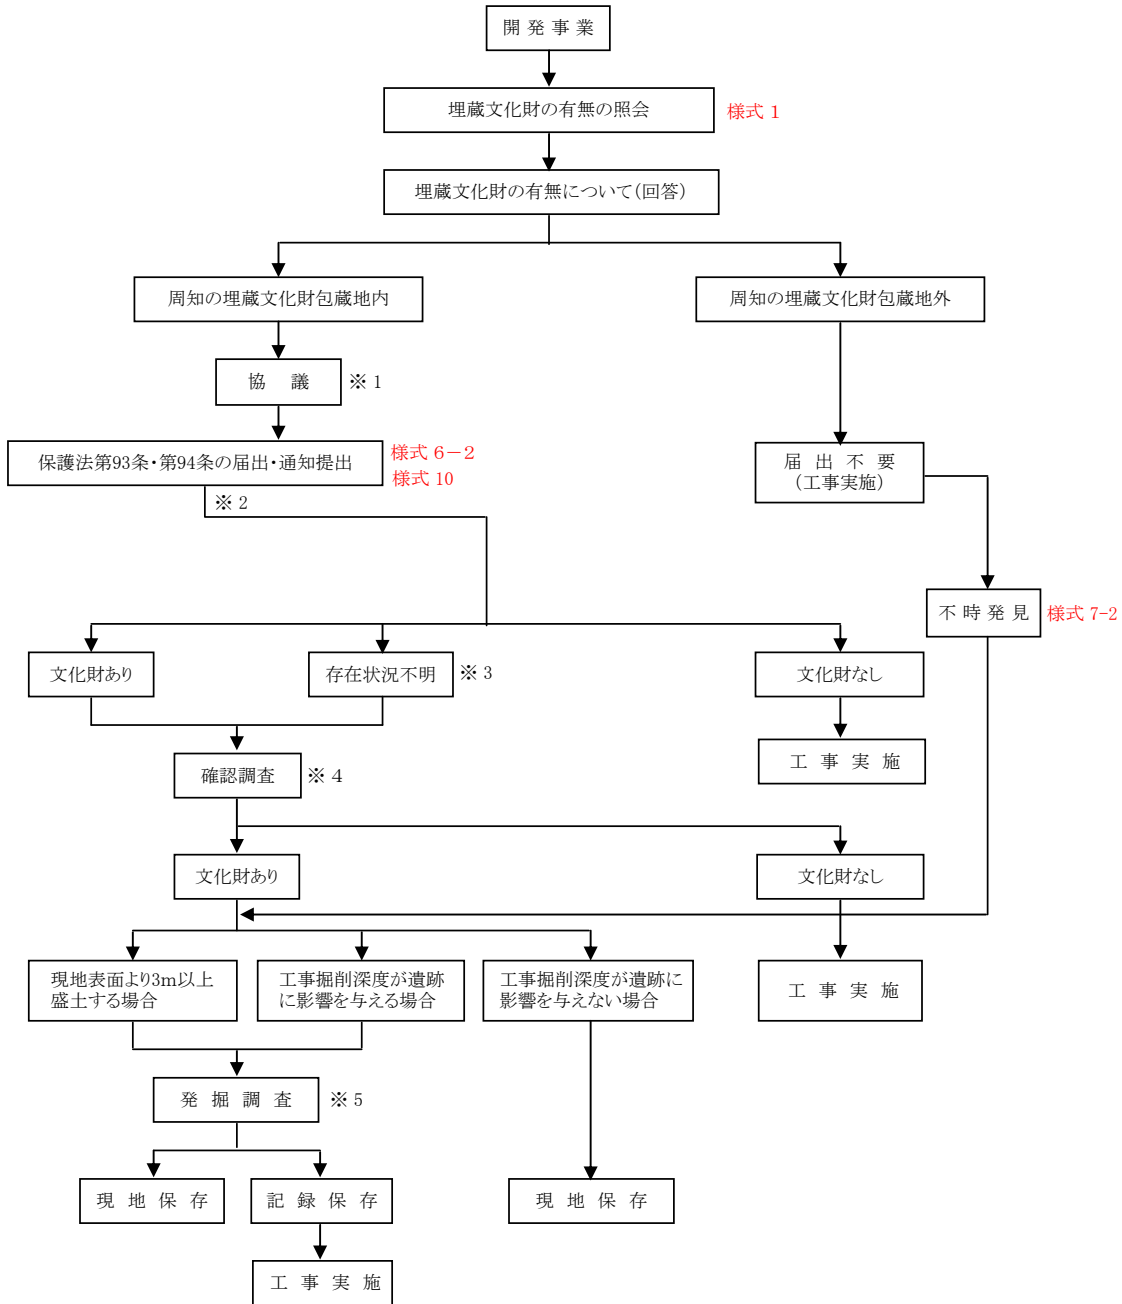 開発事業
埋蔵文化財の有無の照会
様式 1
埋蔵文化財の有無について(回答)
周知の埋蔵文化財包蔵地内
周知の埋蔵文化財包蔵地外
協議
※ 1
保護法第93条・第94条の届出・通知提出
様式 6-2
様式 10
※ 2
届出不要
(工事実施)
不時発見
様式 7-2
文化財あり
存在状況不明
※ 3
文化財なし
工事実施
確認調査
※ 4
文化財あり
文化財なし
現地表面より3m以上
盛土する場合
工事掘削深度が遺跡
に影響を与える場合
工事掘削深度が遺跡に
影響を与えない場合
工事実施
発掘調査
※ 5
現地保存
記録保存
現地保存
工事実施